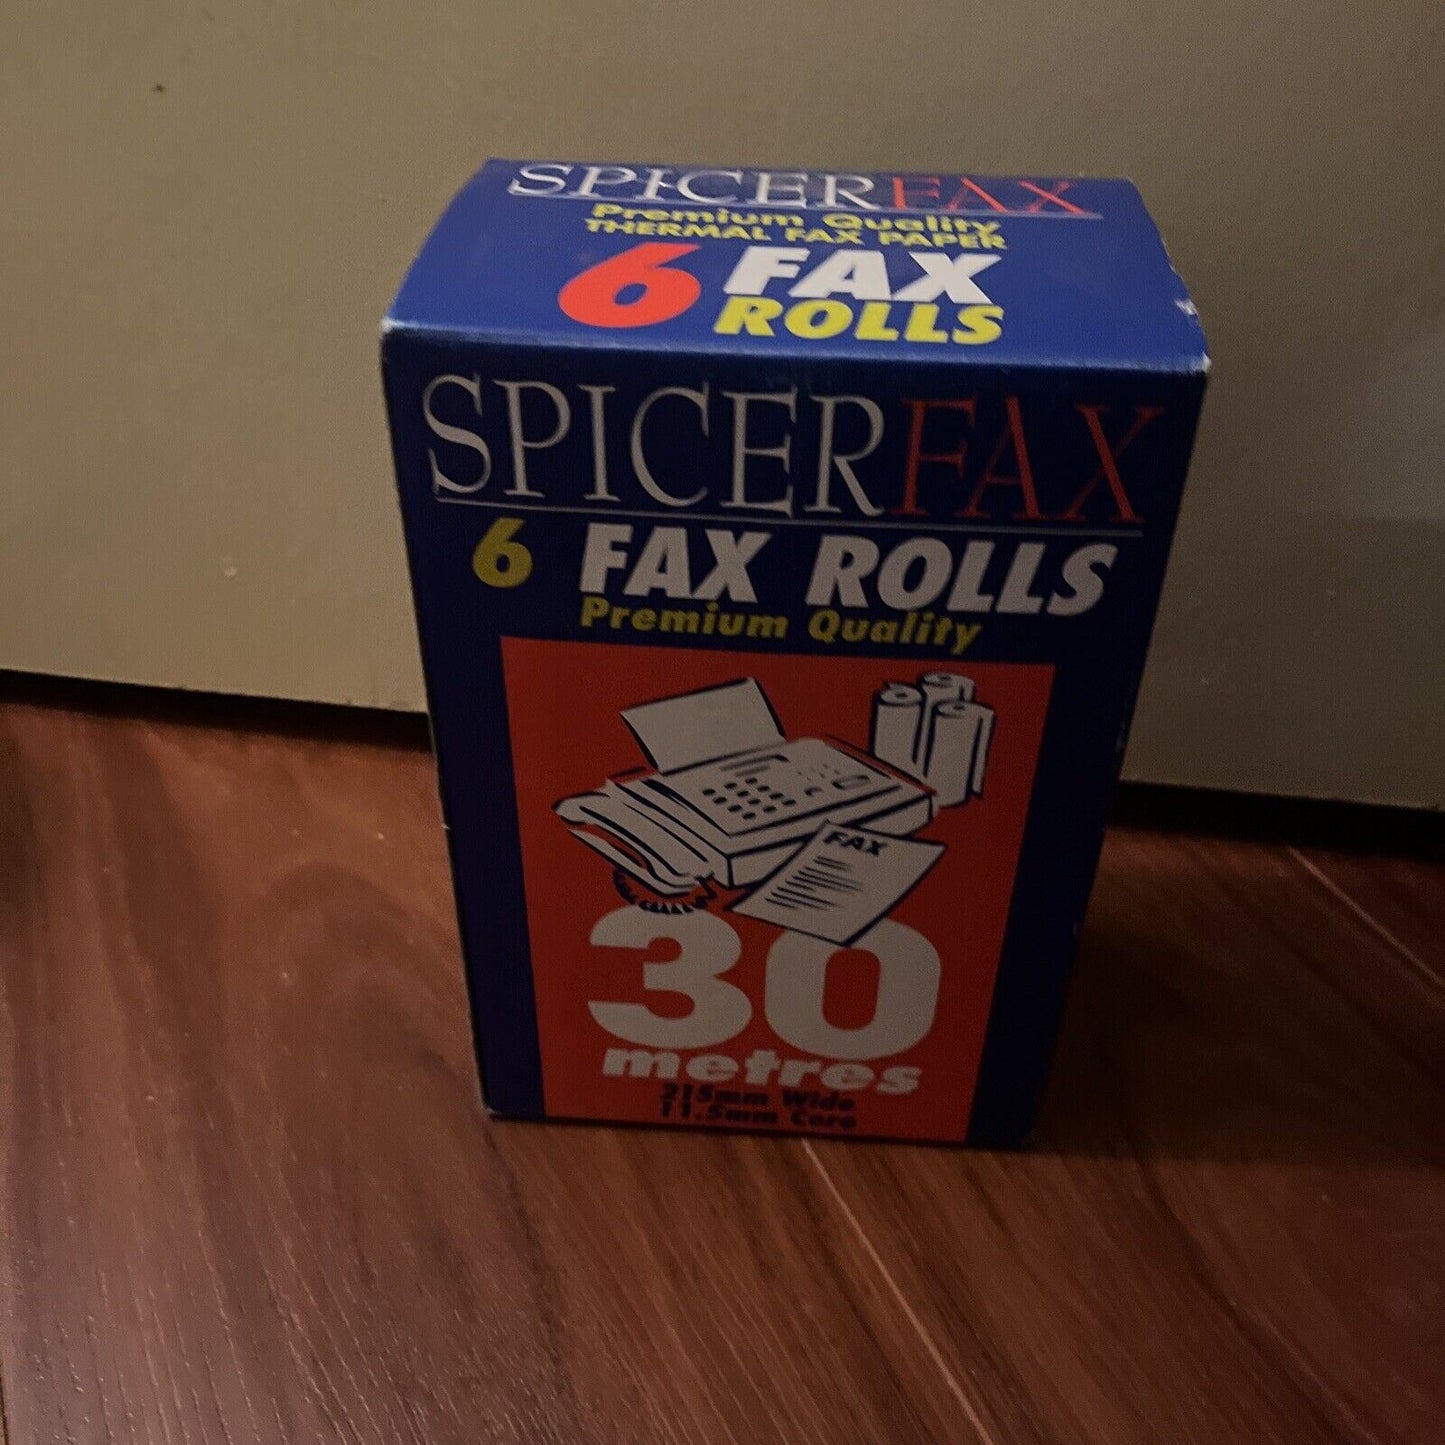 SPICERFAX
Premium Quality
THERMAL FAX PAPER
6 FAX
ROLLS
SPICERFAX
6 FAX ROLLS
Premium Quality
FAX
30
metres
215mm Wide
11.5mm Core